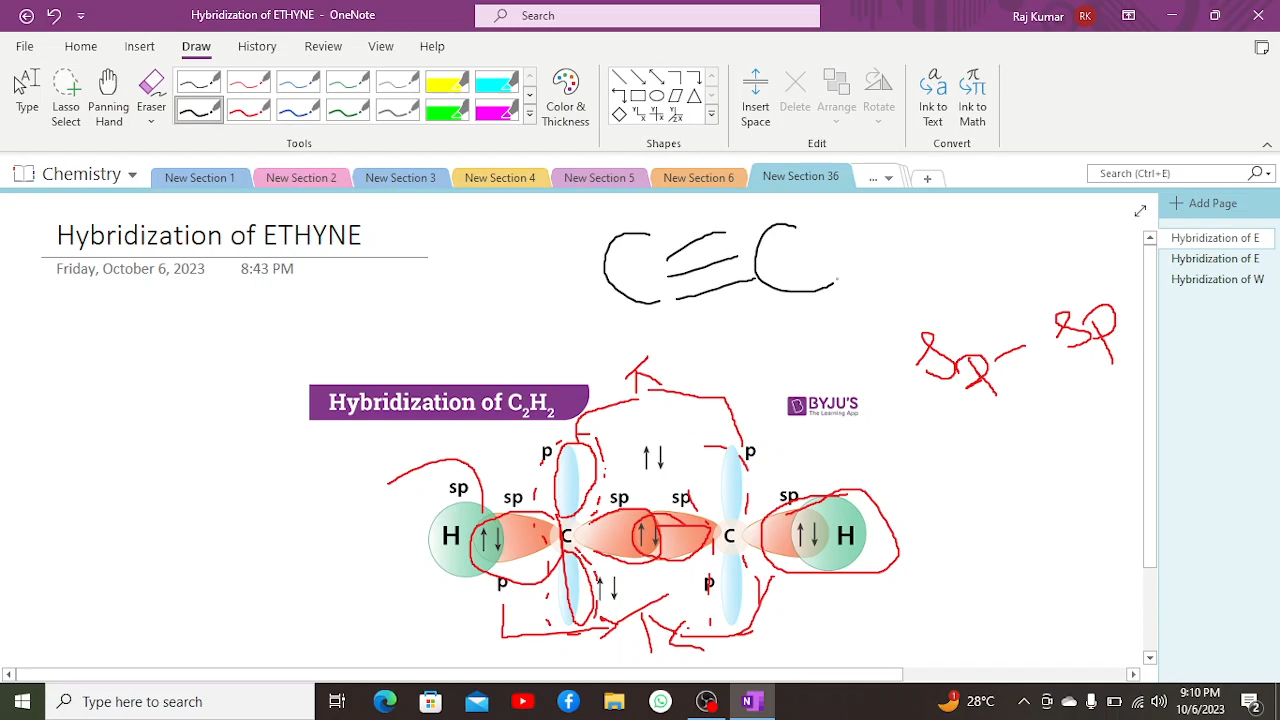 Hybridization of ETHYNE - OneNote
Search
Raj Kumar RK
File Home Insert Draw History Review View Help
Type Lasso Select Panning Hand Eraser
Color & Thickness
Insert Space Delete Arrange Rotate
Ink to Text Ink to Math
Tools Shapes Edit Convert
Chemistry New Section 1 New Section 2 New Section 3 New Section 4 New Section 5 New Section 6 New Section 36 ... Search (Ctrl+E)
Add Page
Hybridization of E
Hybridization of E
Hybridization of W
Hybridization of ETHYNE
Friday, October 6, 2023 8:43 PM
C≡C
sp - sp
Hybridization of C2H2
BYJU'S
The Learning App
p p
sp sp sp sp sp
H ↑↓ C ↑↓ C ↑↓ H
p ↑↓ p
Type here to search
28°C
9:10 PM
10/6/2023
2